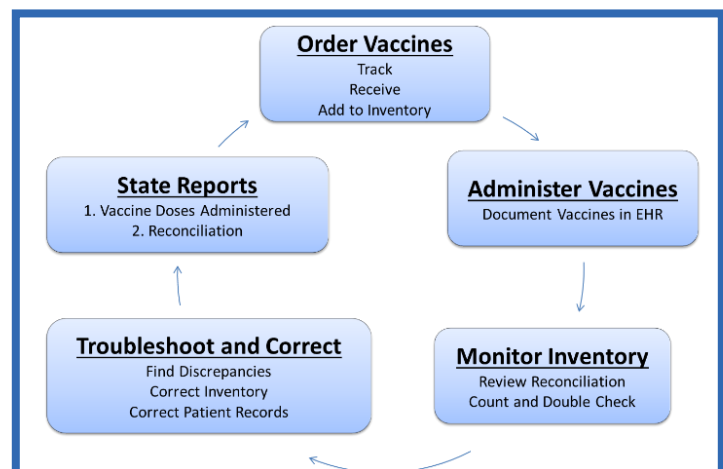 Order Vaccines
Track
Receive
Add to Inventory
Administer Vaccines
Document Vaccines in EHR
Monitor Inventory
Review Reconciliation
Count and Double Check
Troubleshoot and Correct
Find Discrepancies
Correct Inventory
Correct Patient Records
State Reports
1. Vaccine Doses Administered
2. Reconciliation